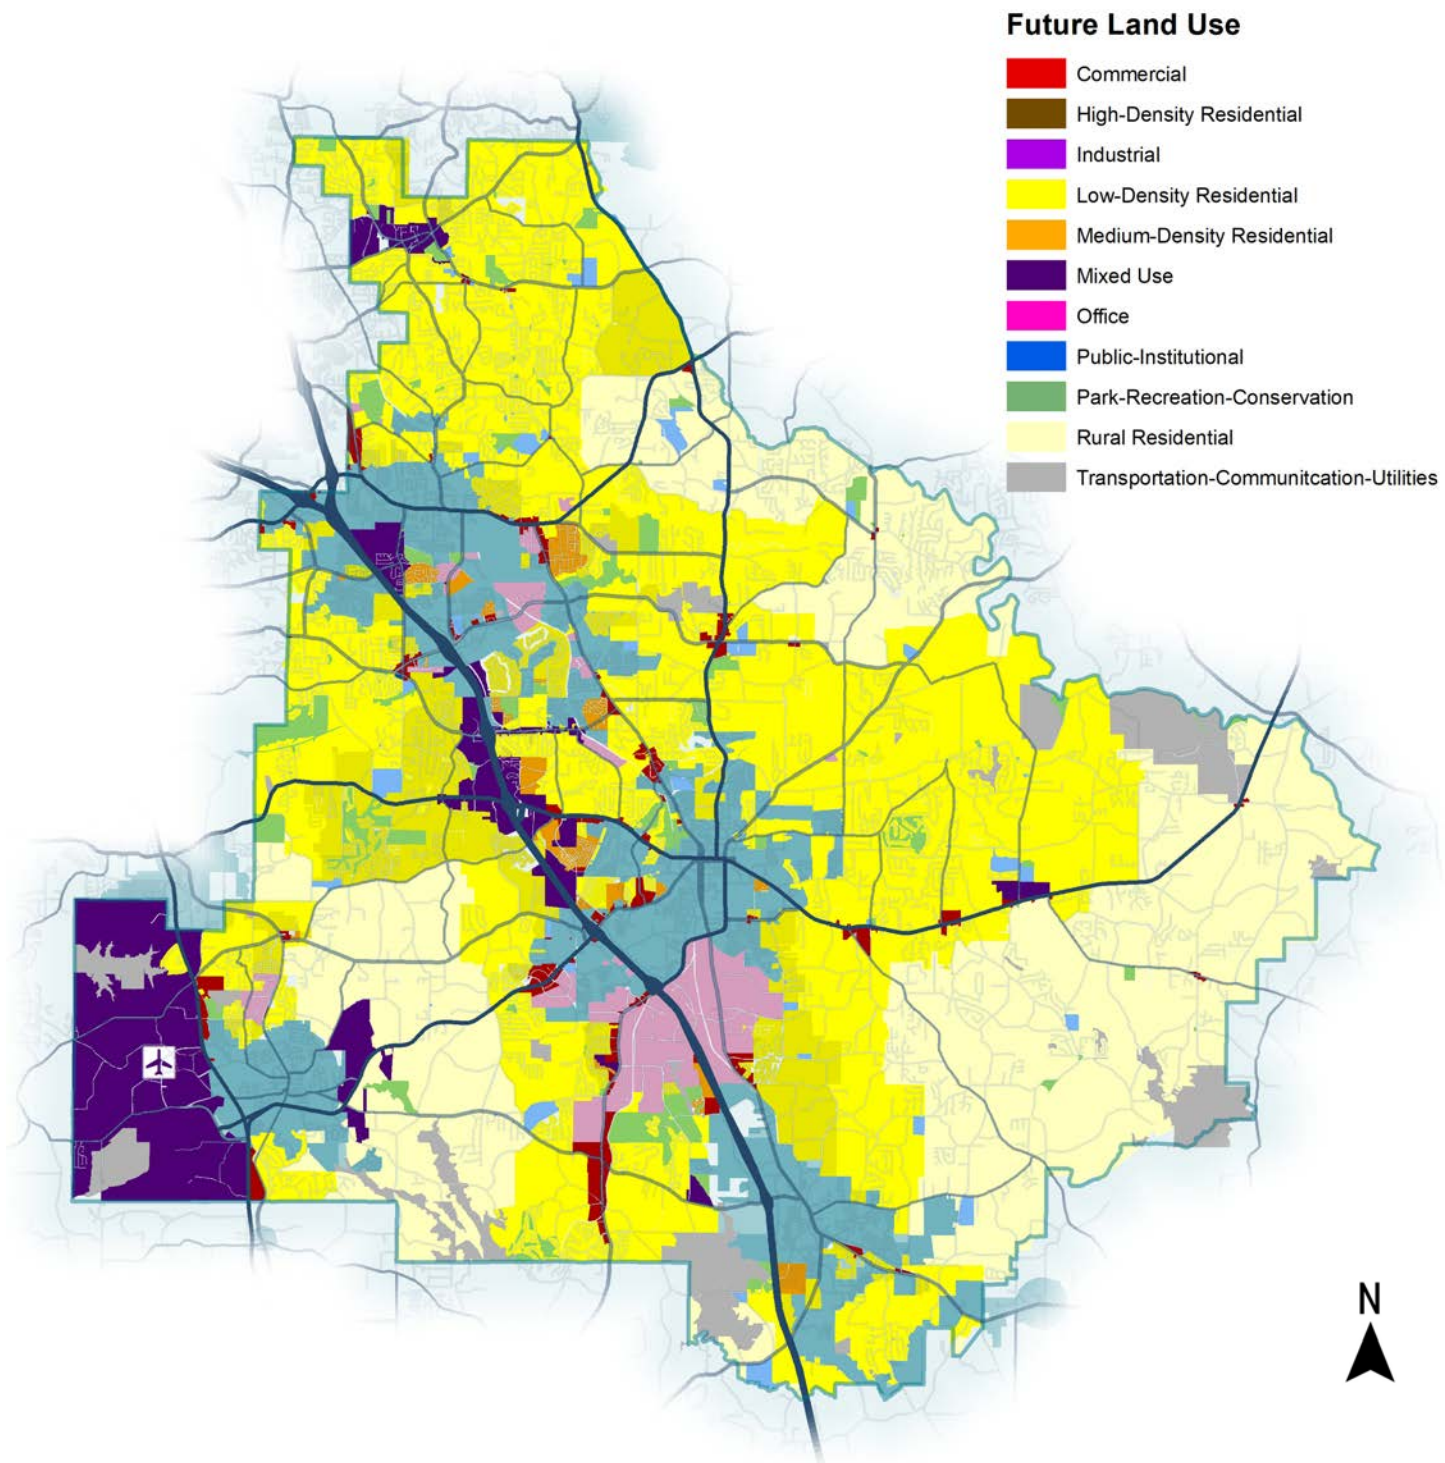 Future Land Use
Commercial
High-Density Residential
Industrial
Low-Density Residential
Medium-Density Residential
Mixed Use
Office
Public-Institutional
Park-Recreation-Conservation
Rural Residential
Transportation-Communitcation-Utilities
N